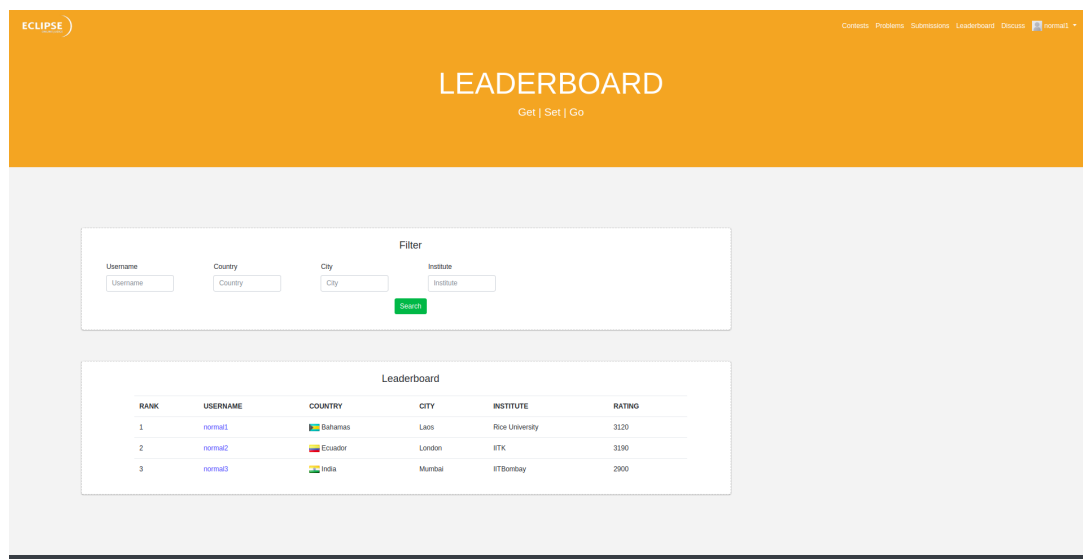 ECLIPSE
Contests Problems Submissions Leaderboard Discuss normal1
LEADERBOARD
Get | Set | Go
Filter
Username Country City Institute
Username Country City Institute
Search
Leaderboard
RANK USERNAME COUNTRY CITY INSTITUTE RATING
1 normal1 Bahamas Laos Rice University 3120
2 normal2 Ecuador London IITK 3190
3 normal3 India Mumbai IITBombay 2900